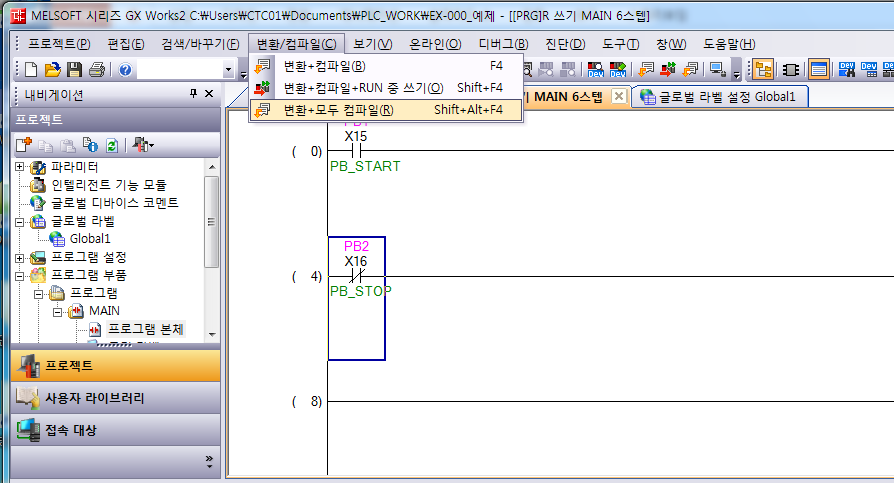 MELSOFT 시리즈 GX Works2 C:₩Users₩CTC01₩Documents₩PLC_WORK₩EX-000_예제 - [[PRG]R 쓰기 MAIN 6스텝]
프로젝트(P) 편집(E) 검색/바꾸기(F) 변환/컴파일(C) 보기(V) 온라인(O) 디버그(B) 진단(D) 도구(T) 창(W) 도움말(H)
변환+컴파일(B) F4
변환+컴파일+RUN 중 쓰기(O) Shift+F4
변환+모두 컴파일(R) Shift+Alt+F4
내비게이션
MAIN 6스텝
글로벌 라벨 설정 Global1
프로젝트
파라미터
인텔리전트 기능 모듈
글로벌 디바이스 코멘트
글로벌 라벨
Global1
프로그램 설정
프로그램 부품
프로그램
MAIN
프로그램 본체
프로젝트
사용자 라이브러리
접속 대상
X15
( 0)
PB_START
PB2
X16
( 4)
PB_STOP
( 8)